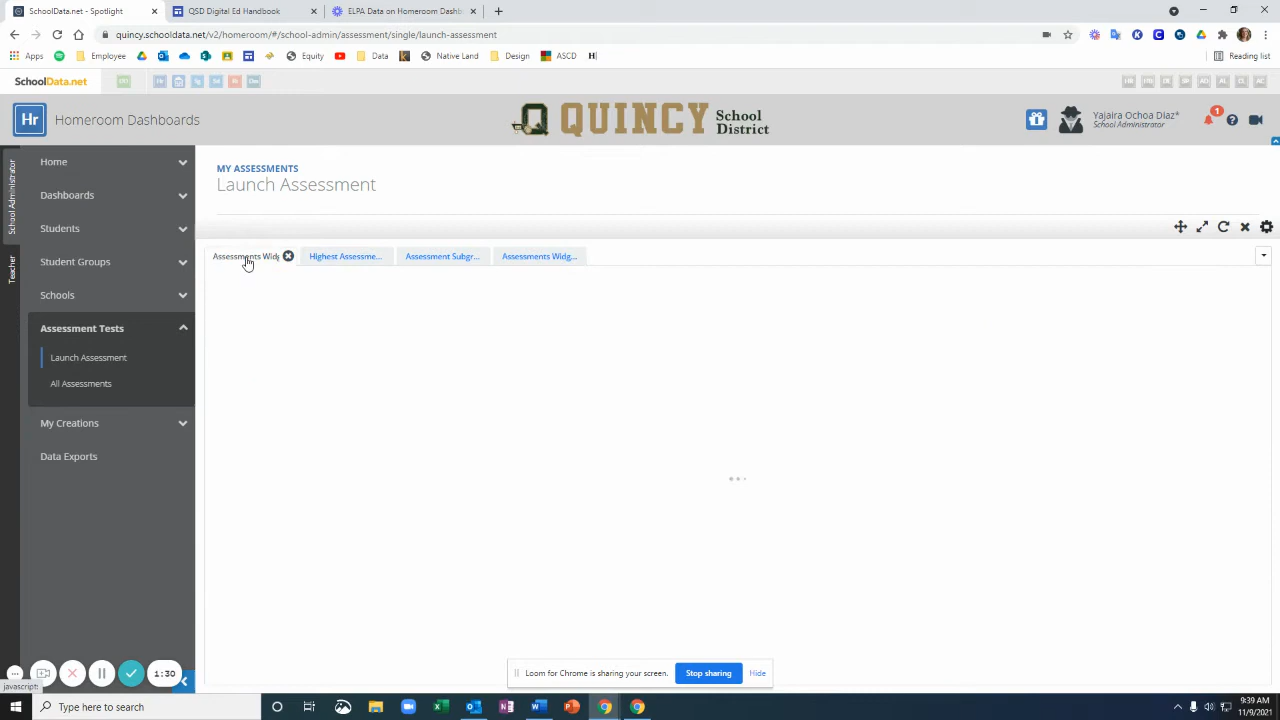 SchoolData.net - Spotlight
QSD Digital Ed Handbook
ELPA Data on Homeroom Dashb
quincy.schooldata.net/v2/homeroom/#/school-admin/assessment/single/launch-assessment
Apps Employee Equity Data Native Land Design ASCD H| Reading list
SchoolData.net
Hr Homeroom Dashboards
QUINCY School District
Yajaira Ochoa Diaz*
School Administrator
1
School Administrator
Teacher
Home
Dashboards
Students
Student Groups
Schools
Assessment Tests
Launch Assessment
All Assessments
My Creations
Data Exports
MY ASSESSMENTS
Launch Assessment
Assessments Widg
Highest Assessme...
Assessment Subgr...
Assessments Widg...
1:30
javascript:
Loom for Chrome is sharing your screen. Stop sharing Hide
Type here to search
9:39 AM
11/9/2021